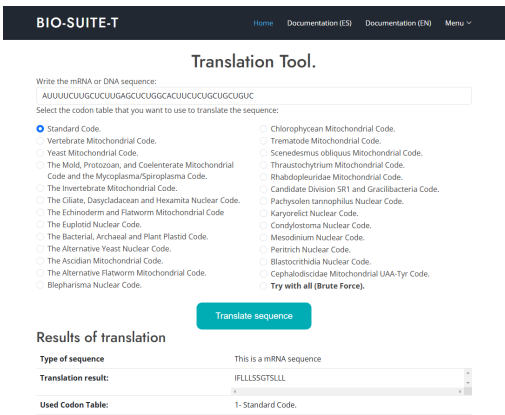 BIO-SUITE-T
Home Documentation (ES) Documentation (EN) Menu
Translation Tool.
Write the mRNA or DNA sequence:
AUUUUCUUGCUCUUGAGCUCUGGCACUUCUCUGCUGCUGUC
Select the codon table that you want to use to translate the sequence:
Standard Code.
Vertebrate Mitochondrial Code.
Yeast Mitochondrial Code.
The Mold, Protozoan, and Coelenterate Mitochondrial
Code and the Mycoplasma/Spiroplasma Code.
The Invertebrate Mitochondrial Code.
The Ciliate, Dasycladacean and Hexamita Nuclear Code.
The Echinoderm and Flatworm Mitochondrial Code
The Euplotid Nuclear Code.
The Bacterial, Archaeal and Plant Plastid Code.
The Alternative Yeast Nuclear Code.
The Ascidian Mitochondrial Code.
The Alternative Flatworm Mitochondrial Code.
Blepharisma Nuclear Code.
Chlorophycean Mitochondrial Code.
Trematode Mitochondrial Code.
Scenedesmus obliquus Mitochondrial Code.
Thraustochytrium Mitochondrial Code.
Rhabdopleuridae Mitochondrial Code.
Candidate Division SR1 and Gracilibacteria Code.
Pachysolen tannophilus Nuclear Code.
Karyorelict Nuclear Code.
Condylostoma Nuclear Code.
Mesodinium Nuclear Code.
Peritrich Nuclear Code.
Blastocrithidia Nuclear Code.
Cephalodiscidae Mitochondrial UAA-Tyr Code.
Try with all (Brute Force).
Translate sequence
Results of translation
Type of sequence This is a mRNA sequence
Translation result: IFLLLSSGTSLLL
Used Codon Table: 1- Standard Code.